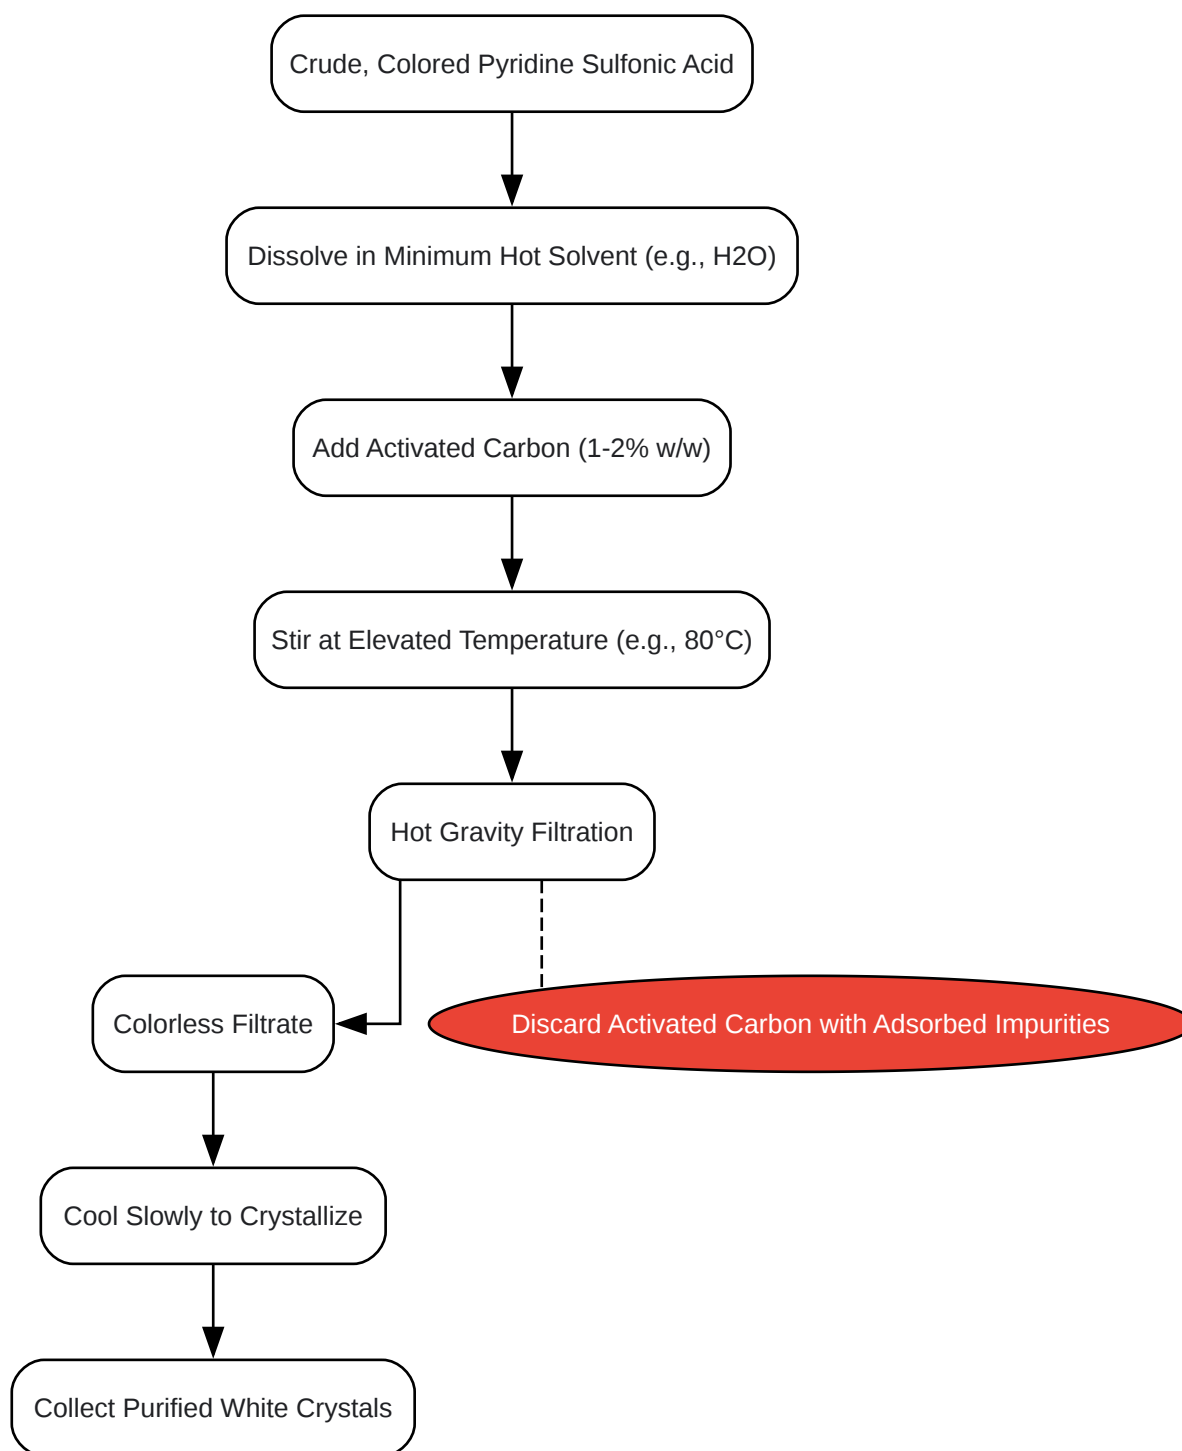 Crude, Colored Pyridine Sulfonic Acid
Dissolve in Minimum Hot Solvent (e.g., H2O)
Add Activated Carbon (1-2% w/w)
Stir at Elevated Temperature (e.g., 80°C)
Hot Gravity Filtration
Colorless Filtrate
Discard Activated Carbon with Adsorbed Impurities
Cool Slowly to Crystallize
Collect Purified White Crystals